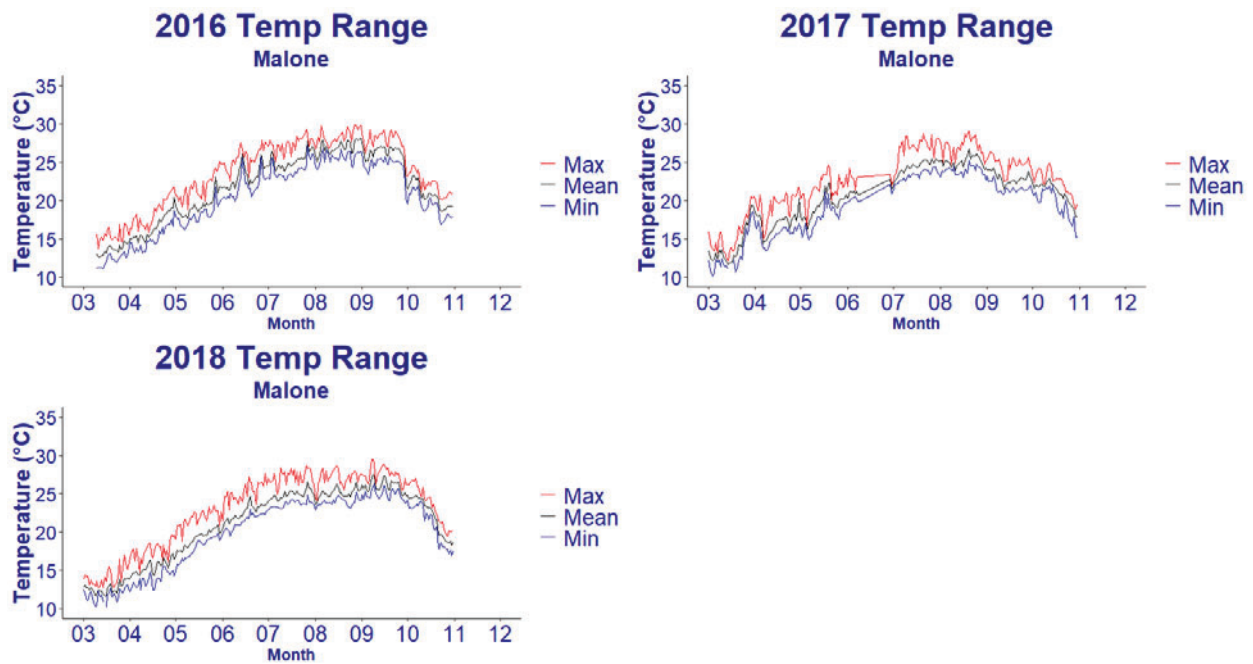 2016 Temp Range
Malone
Temperature (°C)
35
30
25
20
15
10
03 04 05 06 07 08 09 10 11 12
Month
Max
Mean
Min
2017 Temp Range
Malone
Temperature (°C)
35
30
25
20
15
10
03 04 05 06 07 08 09 10 11 12
Month
Max
Mean
Min
2018 Temp Range
Malone
Temperature (°C)
35
30
25
20
15
10
03 04 05 06 07 08 09 10 11 12
Month
Max
Mean
Min